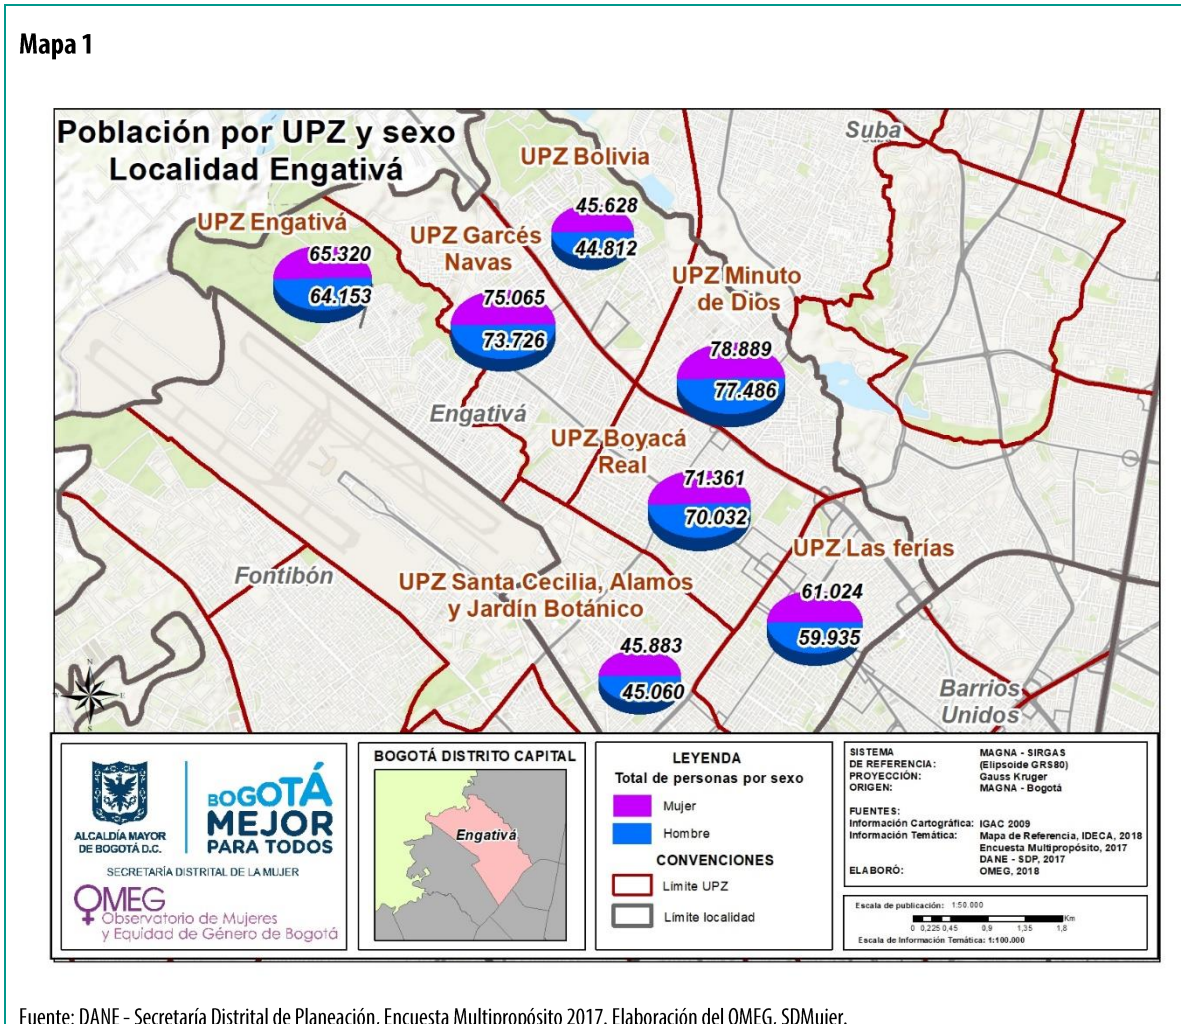 Mapa 1
Población por UPZ y sexo
Localidad Engativá
Suba
UPZ Bolivia
45.628
44.812
UPZ Engativá
65.320
64.153
UPZ Garcés
Navas
75.065
73.726
UPZ Minuto
de Dios
78.889
77.486
Engativá
UPZ Boyacá
Real
71.361
70.032
UPZ Las ferías
61.024
59.935
Fontibón
UPZ Santa Cecilia, Alamos
y Jardín Botánico
45.883
45.060
Barrios
Unidos
N
E
S
ALCALDÍA MAYOR
DE BOGOTÁ D.C.
BOGOTÁ
MEJOR
PARA TODOS
SECRETARÍA DISTRITAL DE LA MUJER
OMEG
Observatorio de Mujeres
y Equidad de Género de Bogotá
BOGOTÁ DISTRITO CAPITAL
Engativá
LEYENDA
Total de personas por sexo
Mujer
Hombre
CONVENCIONES
Límite UPZ
Límite localidad
SISTEMA MAGNA - SIRGAS
DE REFERENCIA: (Elipsoide GRS80)
PROYECCIÓN: Gauss Kruger
ORIGEN: MAGNA - Bogotá
FUENTES:
Información Cartográfica: IGAC 2009
Información Temática: Mapa de Referencia, IDECA, 2018
Encuesta Multipropósito, 2017
DANE - SDP, 2017
ELABORÓ: OMEG, 2018
Escala de publicación: 1:50.000
Km
0 0,225 0,45 0,9 1,35 1,8
Escala de Información Temática: 1:100.000
Fuente: DANE - Secretaría Distrital de Planeación. Encuesta Multipropósito 2017. Elaboración del OMEG, SDMujer.